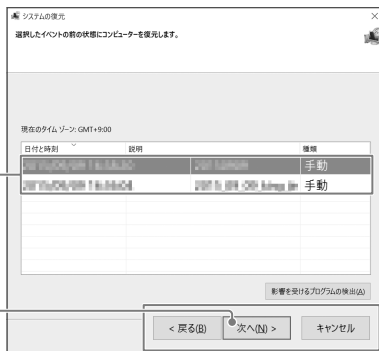 システムの復元
選択したイベントの前の状態にコンピューターを復元します。
現在のタイム ゾーン: GMT+9:00
日付と時刻 説明 種類
手動
手動
影響を受けるプログラムの検出(A)
< 戻る(B) 次へ(N) > キャンセル